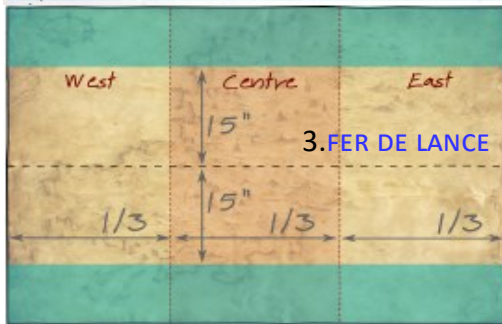 West Centre East
15"
3.FER DE LANCE
15"
1/3 1/3 1/3